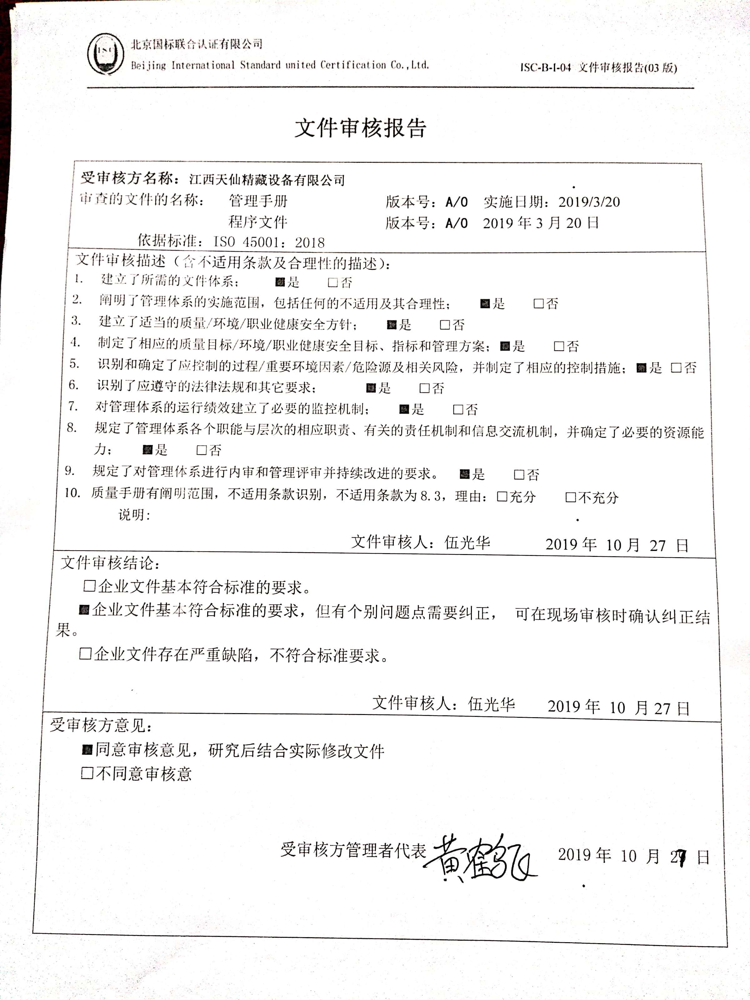 ISC
北京国标联合认证有限公司
Beijing International Standard united Certification Co.,Ltd.
ISC-B-I-04 文件审核报告(03 版)
文件审核报告
受审核方名称：江西天仙精藏设备有限公司
审查的文件的名称： 管理手册 版本号：A/0 实施日期：2019/3/20
程序文件 版本号：A/0 2019 年 3 月 20 日
依据标准：ISO 45001：2018
文件审核描述（含不适用条款及合理性的描述）：
1. 建立了所需的文件体系； ■是 □否
2. 阐明了管理体系的实施范围，包括任何的不适用及其合理性； ■是 □否
3. 建立了适当的质量/环境/职业健康安全方针； ■是 □否
4. 制定了相应的质量目标/环境/职业健康安全目标、指标和管理方案；■是 □否
5. 识别和确定了应控制的过程/重要环境因素/危险源及相关风险，并制定了相应的控制措施；■是 □否
6. 识别了应遵守的法律法规和其它要求； ■是 □否
7. 对管理体系的运行绩效建立了必要的监控机制； ■是 □否
8. 规定了管理体系各个职能与层次的相应职责、有关的责任机制和信息交流机制，并确定了必要的资源能
力； ■是 □否
9. 规定了对管理体系进行内审和管理评审并持续改进的要求。 ■是 □否
10. 质量手册有阐明范围，不适用条款识别，不适用条款为 8.3，理由：□充分 □不充分
说明：
文件审核人：伍光华 2019 年 10 月 27 日
文件审核结论：
□企业文件基本符合标准的要求。
■企业文件基本符合标准的要求，但有个别问题点需要纠正， 可在现场审核时确认纠正结
果。
□企业文件存在严重缺陷，不符合标准要求。
文件审核人：伍光华 2019 年 10 月 27 日
受审核方意见：
■同意审核意见，研究后结合实际修改文件
□不同意审核意
受审核方管理者代表 2019 年 10 月 27 日